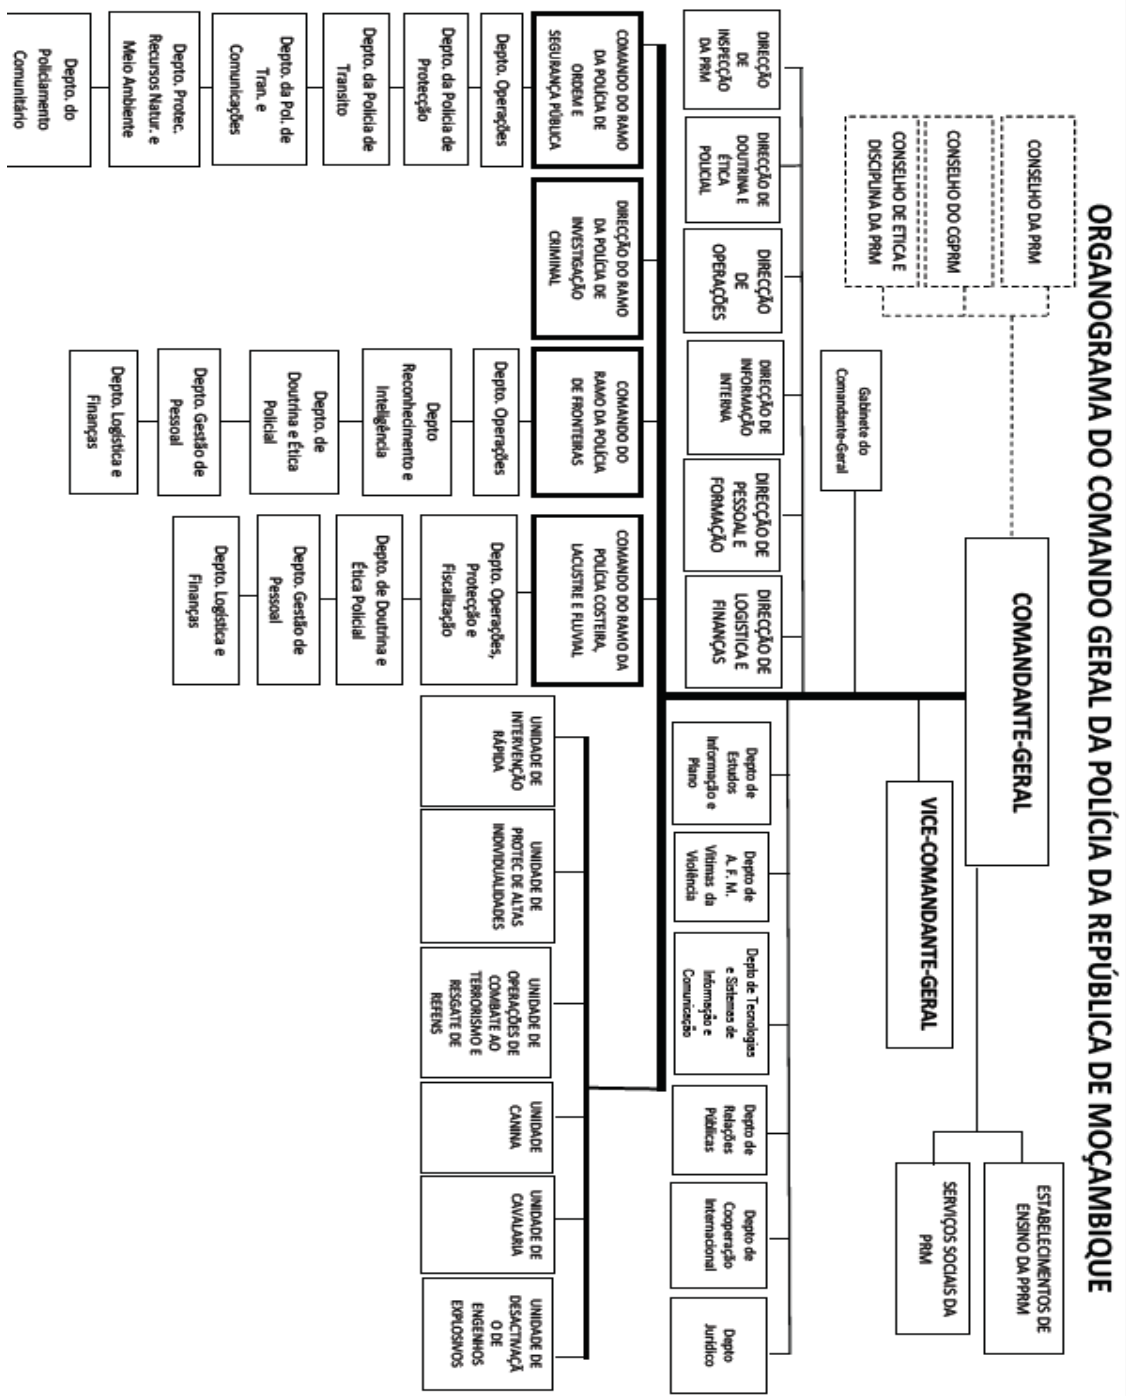 ORGANOGRAMA DO COMANDO GERAL DA POLÍCIA DA REPÚBLICA DE MOÇAMBIQUE
COMANDANTE-GERAL
CONSELHO DA PRM
CONSELHO DO CGPRM
CONSELHO DE ETICA E
DISCIPLINA DA PRM
ESTABELECIMENTOS DE
ENSINO DA PPRM
SERVIÇOS SOCIAIS DA
PRM
VICE-COMANDANTE-GERAL
Gabinete do
Comandante-Geral
DIRECÇÃO
DE
INSPECÇÃO
DA PRM
DIRECÇÃO DE
DOUTRINA E
ÉTICA
POLICIAL
DIRECÇÃO
DE
OPERAÇÕES
DIRECÇÃO DE
INFORMAÇÃO
INTERNA
DIRECÇÃO DE
PESSOAL E
FORMAÇÃO
DIRECÇÃO DE
LOGISTICA E
FINANÇAS
Depto de
Estudos
Informação e
Plano
Depto de
A. F. M.
Vítimas da
Violência
Depto de Tecnologias
e Sistemas de
Informação e
Comunicação
Depto de
Relações
Públicas
Depto de
Cooperação
Internacional
Depto
Jurídico
COMANDO DO RAMO
DA POLÍCIA DE
ORDEM E
SEGURANÇA PÚBLICA
DIRECÇÃO DO RAMO
DA POLÍCIA DE
INVESTIGAÇÃO
CRIMINAL
COMANDO DO
RAMO DA POLÍCIA
DE FRONTEIRAS
COMANDO DO RAMO DA
POLÍCIA COSTEIRA,
LACUSTRE E FLUVIAL
UNIDADE DE
INTERVENÇÃO
RÁPIDA
UNIDADE DE
PROTEC DE ALTAS
INDIVIDUALIDADES
UNIDADE DE
OPERAÇÕES DE
COMBATE AO
TERRORISMO E
RESGATE DE
REFENS
UNIDADE
CANINA
UNIDADE DE
CAVALARIA
UNIDADE DE
DESACTIVAÇÃ
O DE
ENGENHOS
EXPLOSIVOS
Depto. Operações
Depto. da Policia de
Protecção
Depto. da Policia de
Transito
Depto. da Pol. de
Tran. e
Comunicações
Depto. Protec.
Recursos Natur. e
Meio Ambiente
Depto. do
Policiamento
Comunitário
Depto. Operações
Depto
Reconhecimento e
Inteligência
Depto. de
Doutrina e Ética
Policial
Depto. Gestão de
Pessoal
Depto. Logística e
Finanças
Depto. Operações,
Protecção e
Fiscalização
Depto. de Doutrina e
Ética Policial
Depto. Gestão de
Pessoal
Depto. Logística e
Finanças